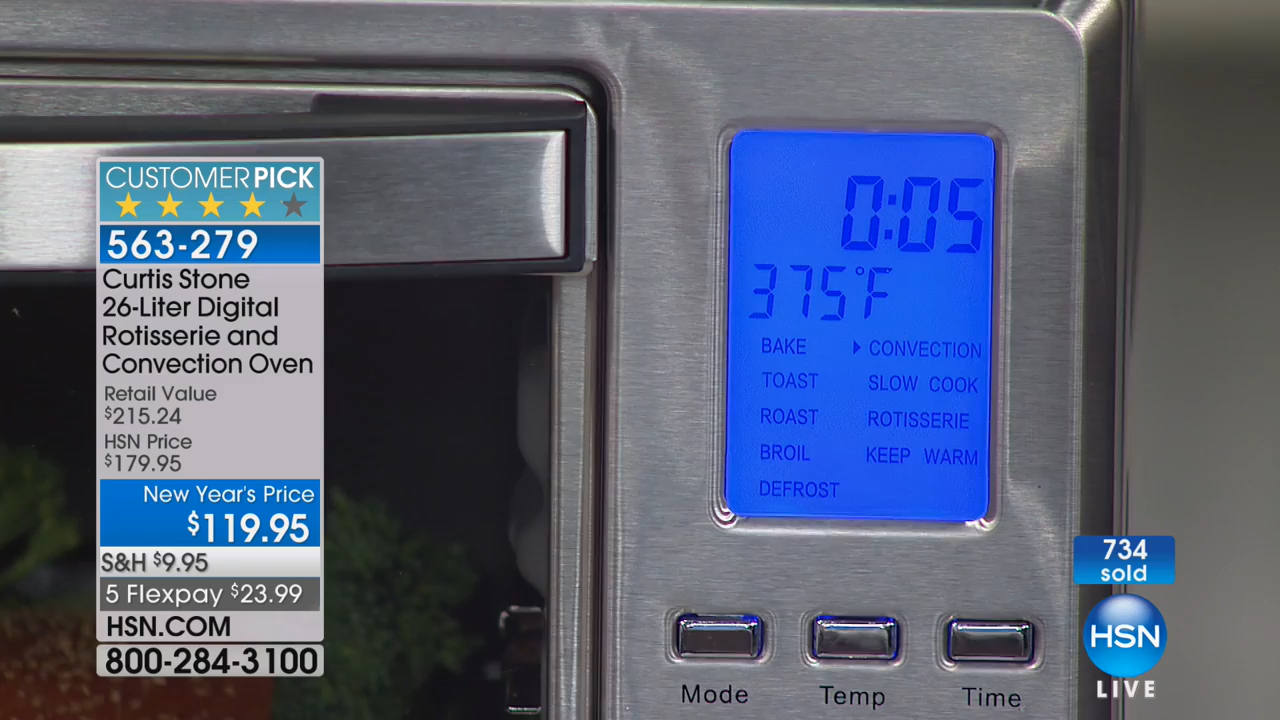 CUSTOMER PICK
563-279
Curtis Stone
26-Liter Digital
Rotisserie and
Convection Oven
Retail Value
$215.24
HSN Price
$179.95
New Year's Price
$119.95
S&H $9.95
5 Flexpay $23.99
HSN.COM
800-284-3100
0:05
375°F
BAKE CONVECTION
TOAST SLOW COOK
ROAST ROTISSERIE
BROIL KEEP WARM
DEFROST
Mode Temp Time
734
sold
HSN
LIVE